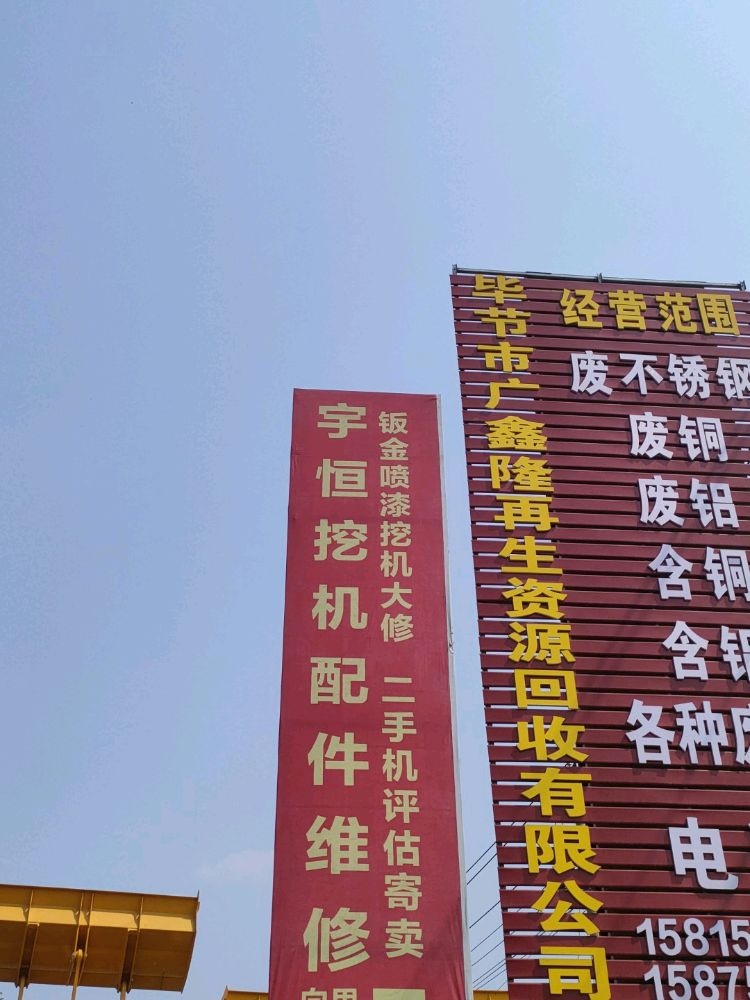 宇恒挖机配件维修
钣金喷漆挖机大修 二手机评估寄卖
毕节市广鑫隆再生资源回收有限公司
经营范围
废不锈钢
废铜
废铝
含铜
含铝
各种废
电
15815
1587